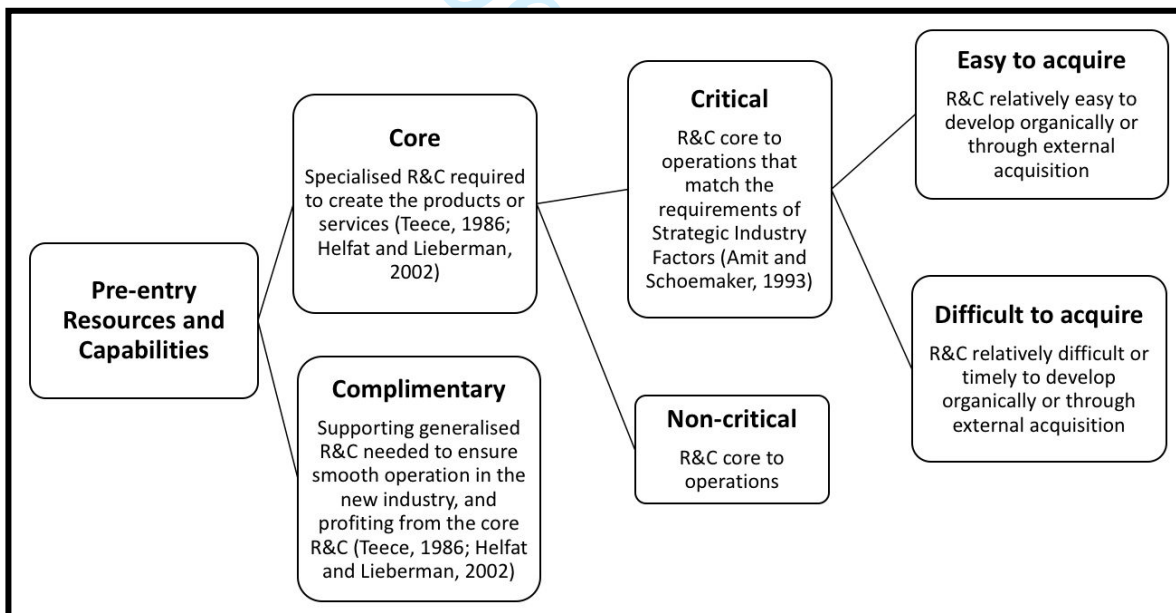 Pre-entry
Resources and
Capabilities
Core
Specialised R&C required
to create the products or
services (Teece, 1986;
Helfat and Lieberman,
2002)
Complimentary
Supporting generalised
R&C needed to ensure
smooth operation in the
new industry, and
profiting from the core
R&C (Teece, 1986; Helfat
and Lieberman, 2002)
Critical
R&C core to
operations that
match the
requirements of
Strategic Industry
Factors (Amit and
Schoemaker, 1993)
Non-critical
R&C core to
operations
Easy to acquire
R&C relatively easy to
develop organically or
through external
acquisition
Difficult to acquire
R&C relatively difficult or
timely to develop
organically or through
external acquisition